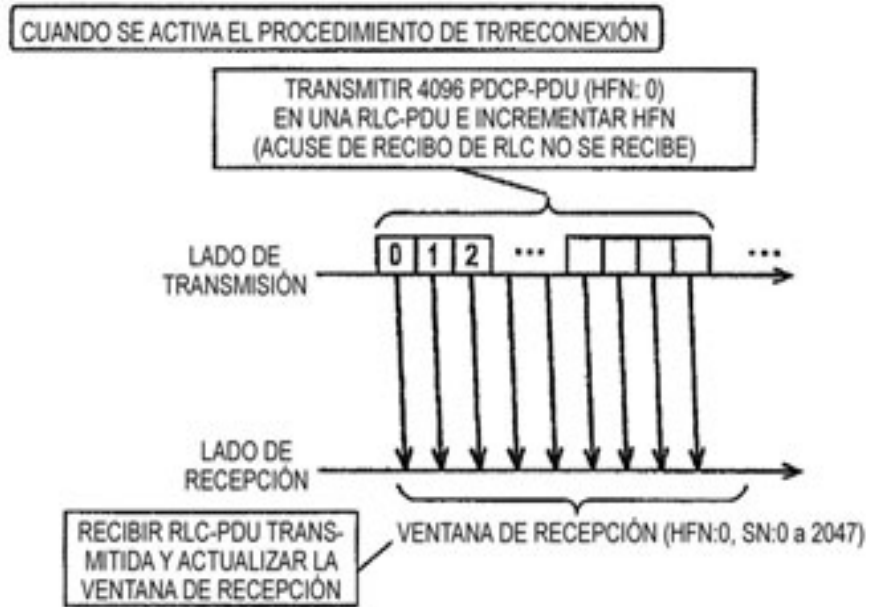 CUANDO SE ACTIVA EL PROCEDIMIENTO DE TR/RECONEXIÓN
TRANSMITIR 4096 PDCP-PDU (HFN: 0)
EN UNA RLC-PDU E INCREMENTAR HFN
(ACUSE DE RECIBO DE RLC NO SE RECIBE)
LADO DE
TRANSMISIÓN
0 1 2 ... ...
LADO DE
RECEPCIÓN
RECIBIR RLC-PDU TRANS-
MITIDA Y ACTUALIZAR LA
VENTANA DE RECEPCIÓN
VENTANA DE RECEPCIÓN (HFN:0, SN:0 a 2047)